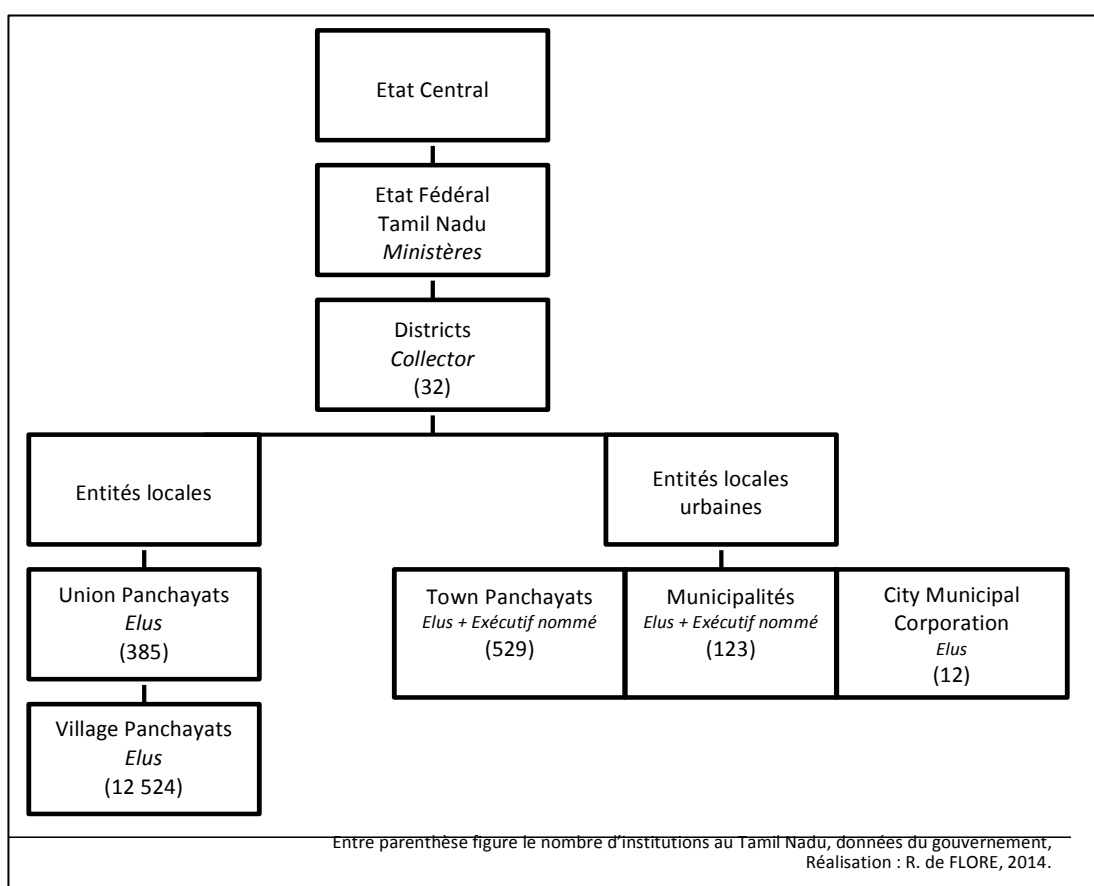 Etat Central
Etat Fédéral
Tamil Nadu
Ministères
Districts
Collector
(32)
Entités locales
Entités locales
urbaines
Union Panchayats
Elus
(385)
Town Panchayats
Elus + Exécutif nommé
(529)
Municipalités
Elus + Exécutif nommé
(123)
City Municipal
Corporation
Elus
(12)
Village Panchayats
Elus
(12 524)
Entre parenthèse figure le nombre d’institutions au Tamil Nadu, données du gouvernement,
Réalisation : R. de FLORE, 2014.